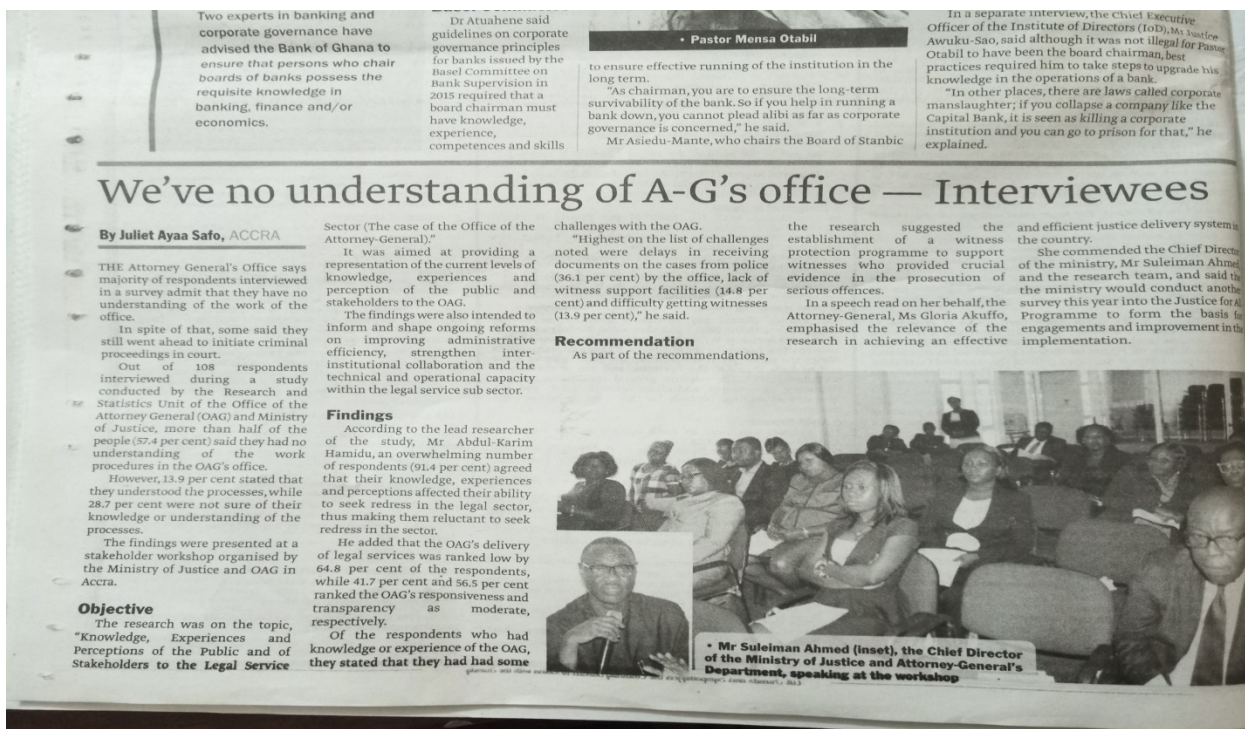 Two experts in banking and
corporate governance have
advised the Bank of Ghana to
ensure that persons who chair
boards of banks possess the
requisite knowledge in
banking, finance and/or
economics.
Dr Atuahene said
guidelines on corporate
governance principles
for banks issued by the
Basel Committee on
Bank Supervision in
2015 required that a
board chairman must
have knowledge,
experience,
competences and skills
• Pastor Mensa Otabil
to ensure effective running of the institution in the
long term.
"As chairman, you are to ensure the long-term
survivability of the bank. So if you help in running a
bank down, you cannot plead alibi as far as corporate
governance is concerned," he said.
Mr Asiedu-Mante, who chairs the Board of Stanbic
In a separate interview, the Chief Executive
Officer of the Institute of Directors (IoD), Mr Justice
Awuku-Sao, said although it was not illegal for Pastor
Otabil to have been the board chairman, best
practices required him to take steps to upgrade his
knowledge in the operations of a bank.
"In other places, there are laws called corporate
manslaughter; if you collapse a company like the
Capital Bank, it is seen as killing a corporate
institution and you can go to prison for that," he
explained.
We've no understanding of A-G's office — Interviewees
By Juliet Ayaa Safo, ACCRA
THE Attorney General's Office says
majority of respondents interviewed
in a survey admit that they have no
understanding of the work of the
office.
In spite of that, some said they
still went ahead to initiate criminal
proceedings in court.
Out of 108 respondents
interviewed during a study
conducted by the Research and
Statistics Unit of the Office of the
Attorney General (OAG) and Ministry
of Justice, more than half of the
people (57.4 per cent) said they had no
understanding of the work
procedures in the OAG's office.
However, 13.9 per cent stated that
they understood the processes, while
28.7 per cent were not sure of their
knowledge or understanding of the
processes.
The findings were presented at a
stakeholder workshop organised by
the Ministry of Justice and OAG in
Accra.
Objective
The research was on the topic,
"Knowledge, Experiences and
Perceptions of the Public and of
Stakeholders to the Legal Service
Sector (The case of the Office of the
Attorney-General)."
It was aimed at providing a
representation of the current levels of
knowledge, experiences and
perception of the public and
stakeholders to the OAG.
The findings were also intended to
inform and shape ongoing reforms
on improving administrative
efficiency, strengthen inter-
institutional collaboration and the
technical and operational capacity
within the legal service sub sector.
Findings
According to the lead researcher
of the study, Mr Abdul-Karim
Hamidu, an overwhelming number
of respondents (91.4 per cent) agreed
that their knowledge, experiences
and perceptions affected their ability
to seek redress in the legal sector,
thus making them reluctant to seek
redress in the sector.
He added that the OAG's delivery
of legal services was ranked low by
64.8 per cent of the respondents,
while 41.7 per cent and 56.5 per cent
ranked the OAG's responsiveness and
transparency as moderate,
respectively.
Of the respondents who had
knowledge or experience of the OAG,
they stated that they had had some
challenges with the OAG.
"Highest on the list of challenges
noted were delays in receiving
documents on the cases from police
(36.1 per cent) by the office, lack of
witness support facilities (14.8 per
cent) and difficulty getting witnesses
(13.9 per cent)," he said.
Recommendation
As part of the recommendations,
the research suggested the
establishment of a witness
protection programme to support
witnesses who provided crucial
evidence in the prosecution of
serious offences.
In a speech read on her behalf, the
Attorney-General, Ms Gloria Akuffo,
emphasised the relevance of the
research in achieving an effective
and efficient justice delivery system in
the country.
She commended the Chief Director
of the ministry, Mr Suleiman Ahmed
and the research team, and said the
the ministry would conduct another
survey this year into the Justice for All
Programme to form the basis for
engagements and improvement in the
implementation.
• Mr Suleiman Ahmed (inset), the Chief Director
of the Ministry of Justice and Attorney-General's
Department, speaking at the workshop